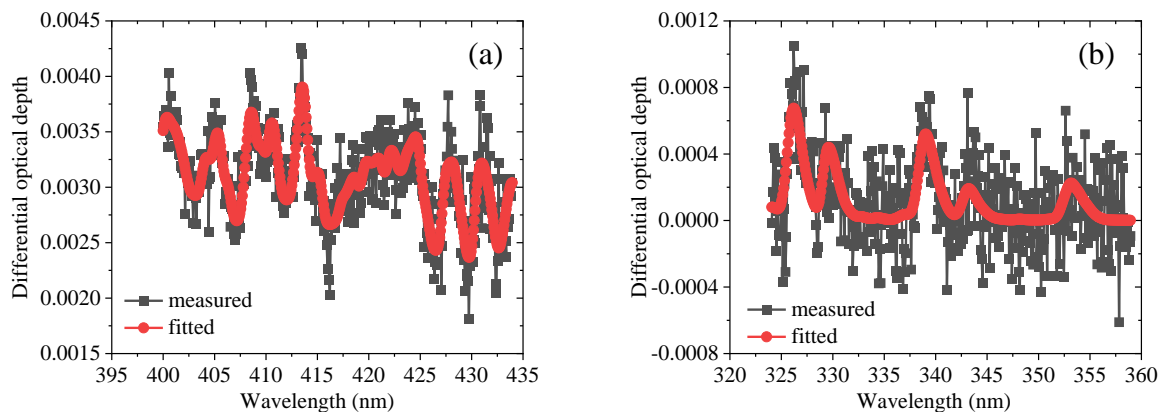 (a)
Differential optical depth
0.0045
0.0040
0.0035
0.0030
0.0025
0.0020
0.0015
measured
fitted
395 400 405 410 415 420 425 430 435
Wavelength (nm)
(b)
Differential optical depth
0.0012
0.0008
0.0004
0.0000
-0.0004
-0.0008
measured
fitted
320 325 330 335 340 345 350 355 360
Wavelength (nm)